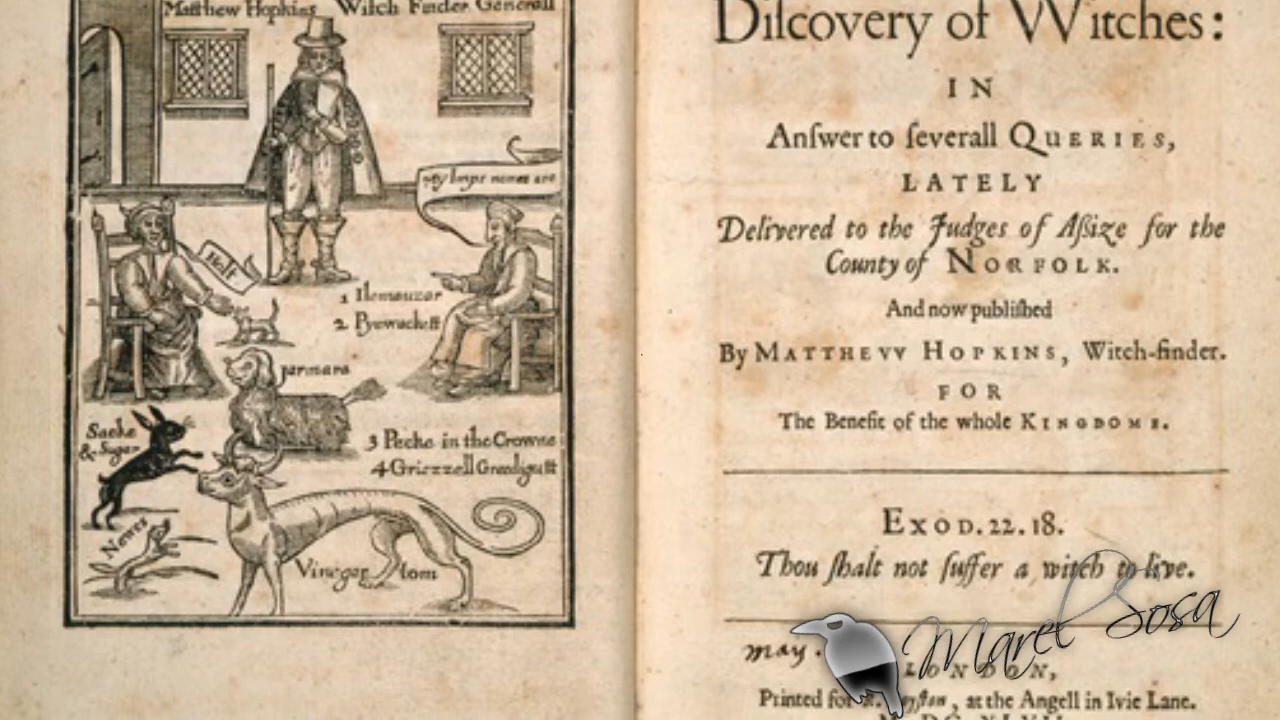 Matthew Hopkins Witch Finder Generall
My Imps names are
Holt
1 Ilemauzar
2 Pyewackett
Jarmara
Sacke
& Sugar
3 Pecke in the Crowne
4 Griezzell Greedigutt
Newes
Vinegar tom
Diſcovery of VVitches:
IN
Anſwer to ſeverall QUERIES,
LATELY
Delivered to the Judges of Aſſize for the
County of NORFOLK.
And now publiſhed
By MATTHEVV HOPKINS, Witch-finder.
FOR
The Benefit of the whole KINGDOME.
EXOD. 22. 18.
Thou ſhalt not ſuffer a witch to live.
may.
LONDON,
Marel Sosa
Printed for R. at the Angell in Ivie Lane.